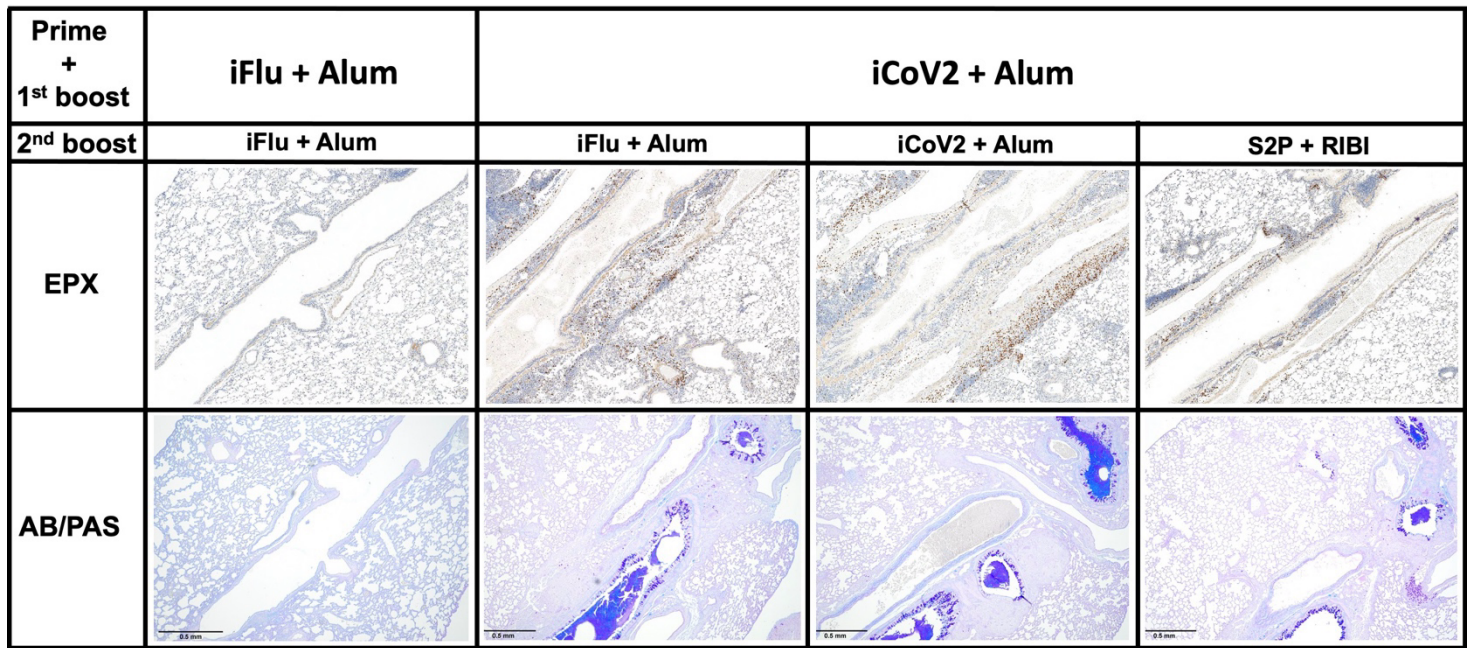 Prime
+
1st boost
iFlu + Alum
iCoV2 + Alum
2nd boost
iFlu + Alum
iFlu + Alum
iCoV2 + Alum
S2P + RIBI
EPX
AB/PAS
0.5 mm
0.5 mm
0.5 mm
0.5 mm